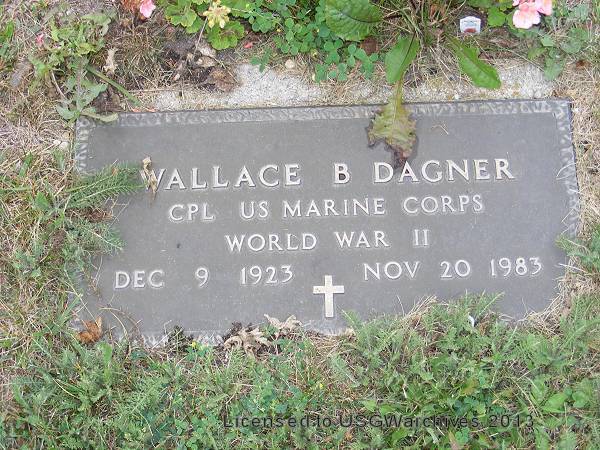 WALLACE B DAGNER
CPL US MARINE CORPS
WORLD WAR II
DEC 9 1923 NOV 20 1983
Licensed to USGWarchives 2013